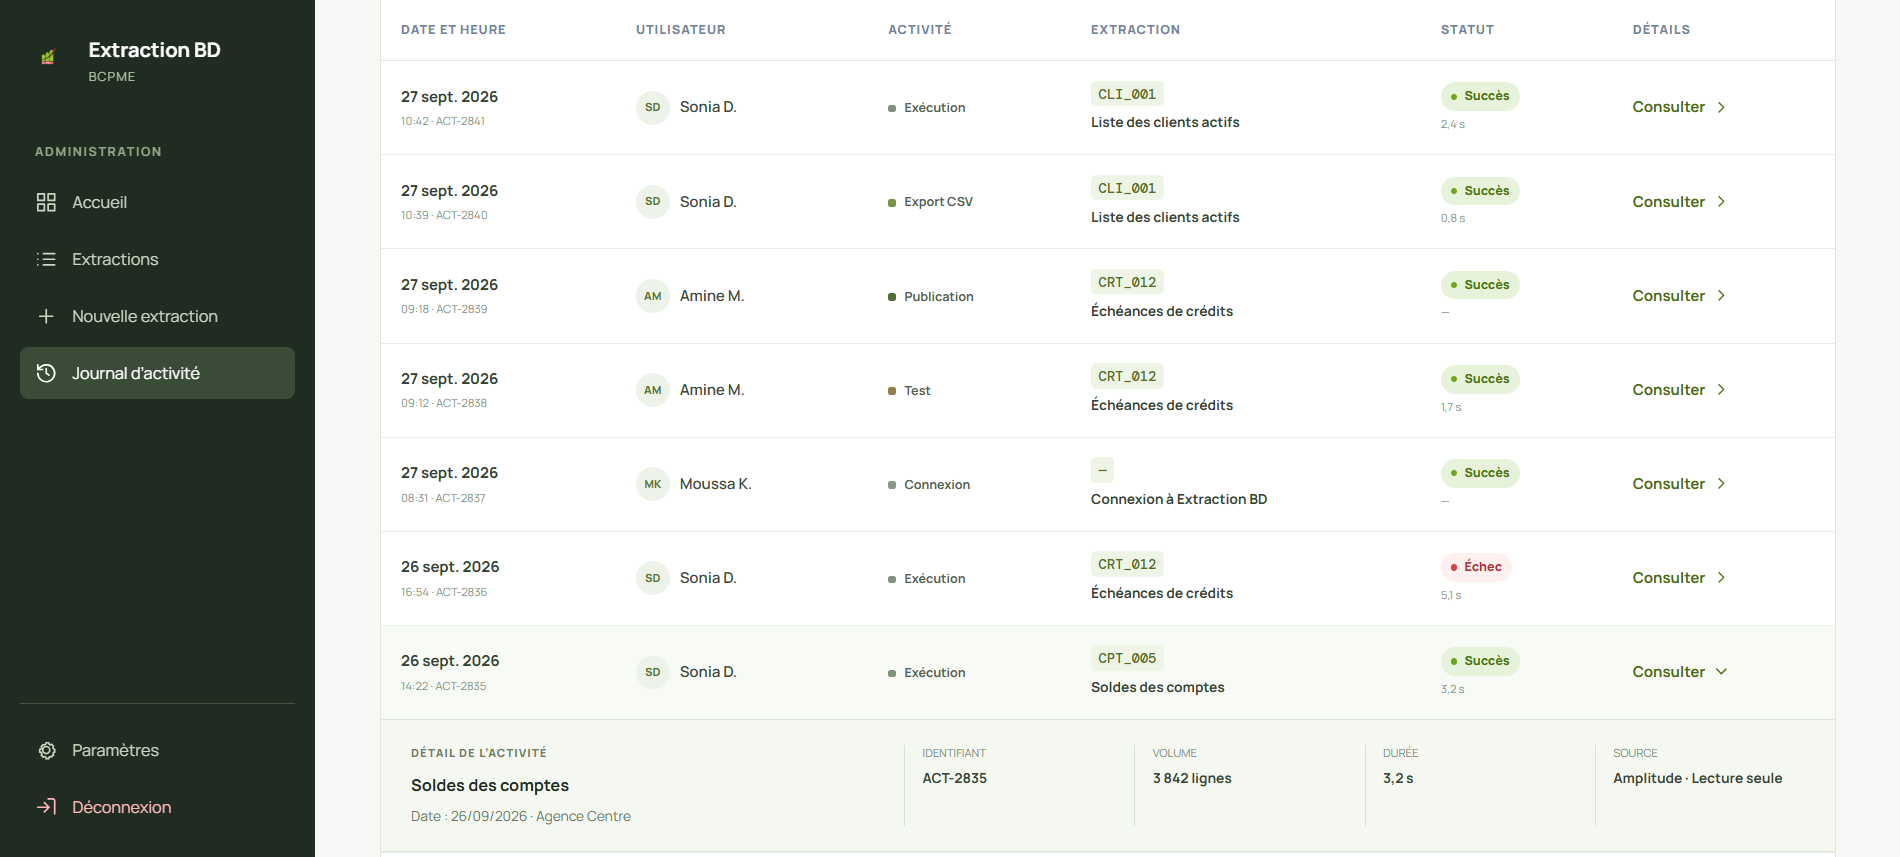 Extraction BD
BCPME
ADMINISTRATION
Accueil
Extractions
Nouvelle extraction
Journal d'activité
Paramètres
Déconnexion
DATE ET HEURE UTILISATEUR ACTIVITÉ EXTRACTION STATUT DÉTAILS
27 sept. 2026
10:42 · ACT-2841
SD Sonia D.
Exécution
CLI_001
Liste des clients actifs
Succès
2,4 s
Consulter
27 sept. 2026
10:39 · ACT-2840
SD Sonia D.
Export CSV
CLI_001
Liste des clients actifs
Succès
0,8 s
Consulter
27 sept. 2026
09:18 · ACT-2839
AM Amine M.
Publication
CRT_012
Échéances de crédits
Succès
—
Consulter
27 sept. 2026
09:12 · ACT-2838
AM Amine M.
Test
CRT_012
Échéances de crédits
Succès
1,7 s
Consulter
27 sept. 2026
08:31 · ACT-2837
MK Moussa K.
Connexion
—
Connexion à Extraction BD
Succès
—
Consulter
26 sept. 2026
16:54 · ACT-2836
SD Sonia D.
Exécution
CRT_012
Échéances de crédits
Échec
5,1 s
Consulter
26 sept. 2026
14:22 · ACT-2835
SD Sonia D.
Exécution
CPT_005
Soldes des comptes
Succès
3,2 s
Consulter
DÉTAIL DE L'ACTIVITÉ
Soldes des comptes
Date : 26/09/2026 · Agence Centre
IDENTIFIANT
ACT-2835
VOLUME
3 842 lignes
DURÉE
3,2 s
SOURCE
Amplitude · Lecture seule